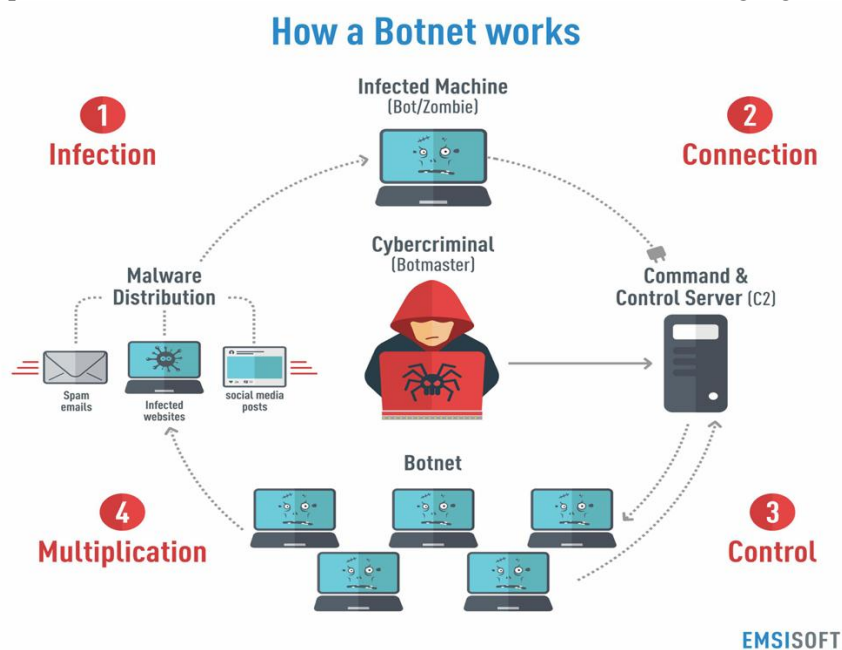 How a Botnet works
Infected Machine
(Bot/Zombie)
1
Infection
2
Connection
Cybercriminal
(Botmaster)
Malware
Distribution
Command &
Control Server (C2)
Spam
emails
Infected
websites
social media
posts
Botnet
4
Multiplication
3
Control
EMSISOFT